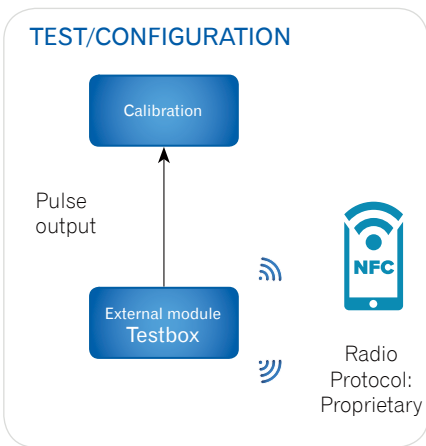 TEST/CONFIGURATION
Calibration
Pulse
output
NFC
External module
Testbox
Radio
Protocol:
Proprietary